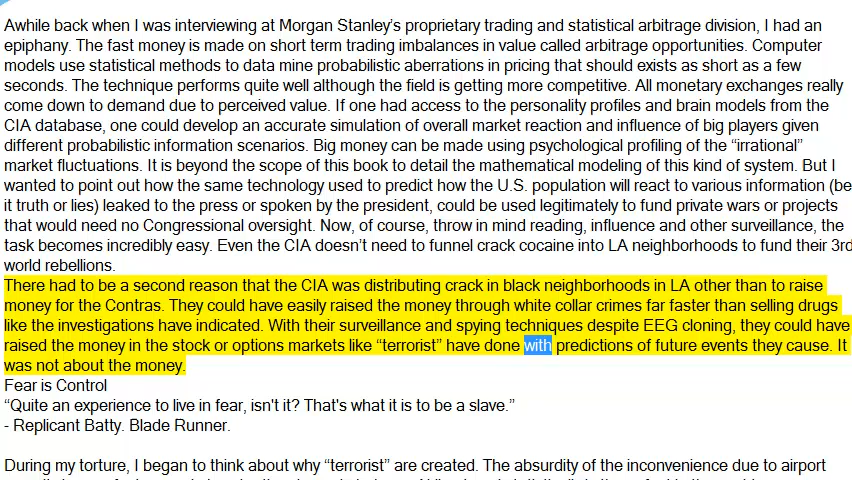 Awhile back when I was interviewing at Morgan Stanley's proprietary trading and statistical arbitrage division, I had an
epiphany. The fast money is made on short term trading imbalances in value called arbitrage opportunities. Computer
models use statistical methods to data mine probabilistic aberrations in pricing that should exists as short as a few
seconds. The technique performs quite well although the field is getting more competitive. All monetary exchanges really
come down to demand due to perceived value. If one had access to the personality profiles and brain models from the
CIA database, one could develop an accurate simulation of overall market reaction and influence of big players given
different probabilistic information scenarios. Big money can be made using psychological profiling of the “irrational”
market fluctuations. It is beyond the scope of this book to detail the mathematical modeling of this kind of system. But I
wanted to point out how the same technology used to predict how the U.S. population will react to various information (be
it truth or lies) leaked to the press or spoken by the president, could be used legitimately to fund private wars or projects
that would need no Congressional oversight. Now, of course, throw in mind reading, influence and other surveillance, the
task becomes incredibly easy. Even the CIA doesn't need to funnel crack cocaine into LA neighborhoods to fund their 3rd
world rebellions.
There had to be a second reason that the CIA was distributing crack in black neighborhoods in LA other than to raise
money for the Contras. They could have easily raised the money through white collar crimes far faster than selling drugs
like the investigations have indicated. With their surveillance and spying techniques despite EEG cloning, they could have
raised the money in the stock or options markets like “terrorist” have done with predictions of future events they cause. It
was not about the money.
Fear is Control
“Quite an experience to live in fear, isn't it? That's what it is to be a slave.”
- Replicant Batty. Blade Runner.
During my torture, I began to think about why “terrorist” are created. The absurdity of the inconvenience due to airport